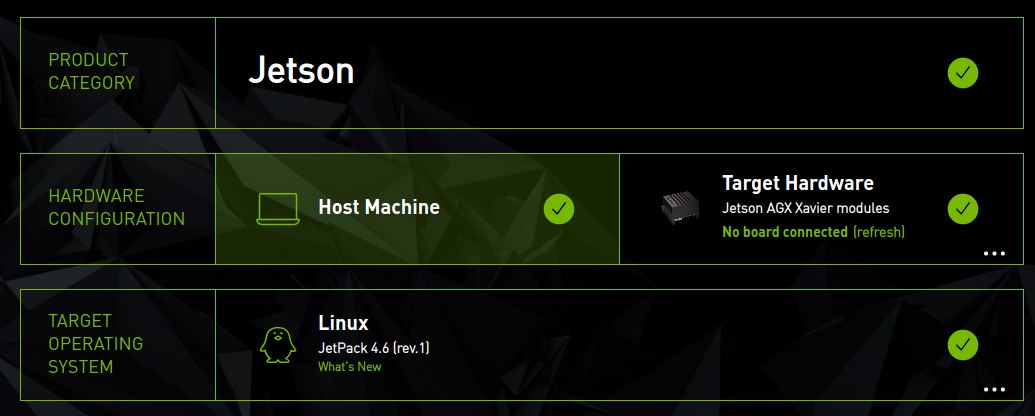 PRODUCT
CATEGORY
Jetson
HARDWARE
CONFIGURATION
Host Machine
Target Hardware
Jetson AGX Xavier modules
No board connected (refresh)
...
TARGET
OPERATING
SYSTEM
Linux
JetPack 4.6 (rev.1)
What's New
...